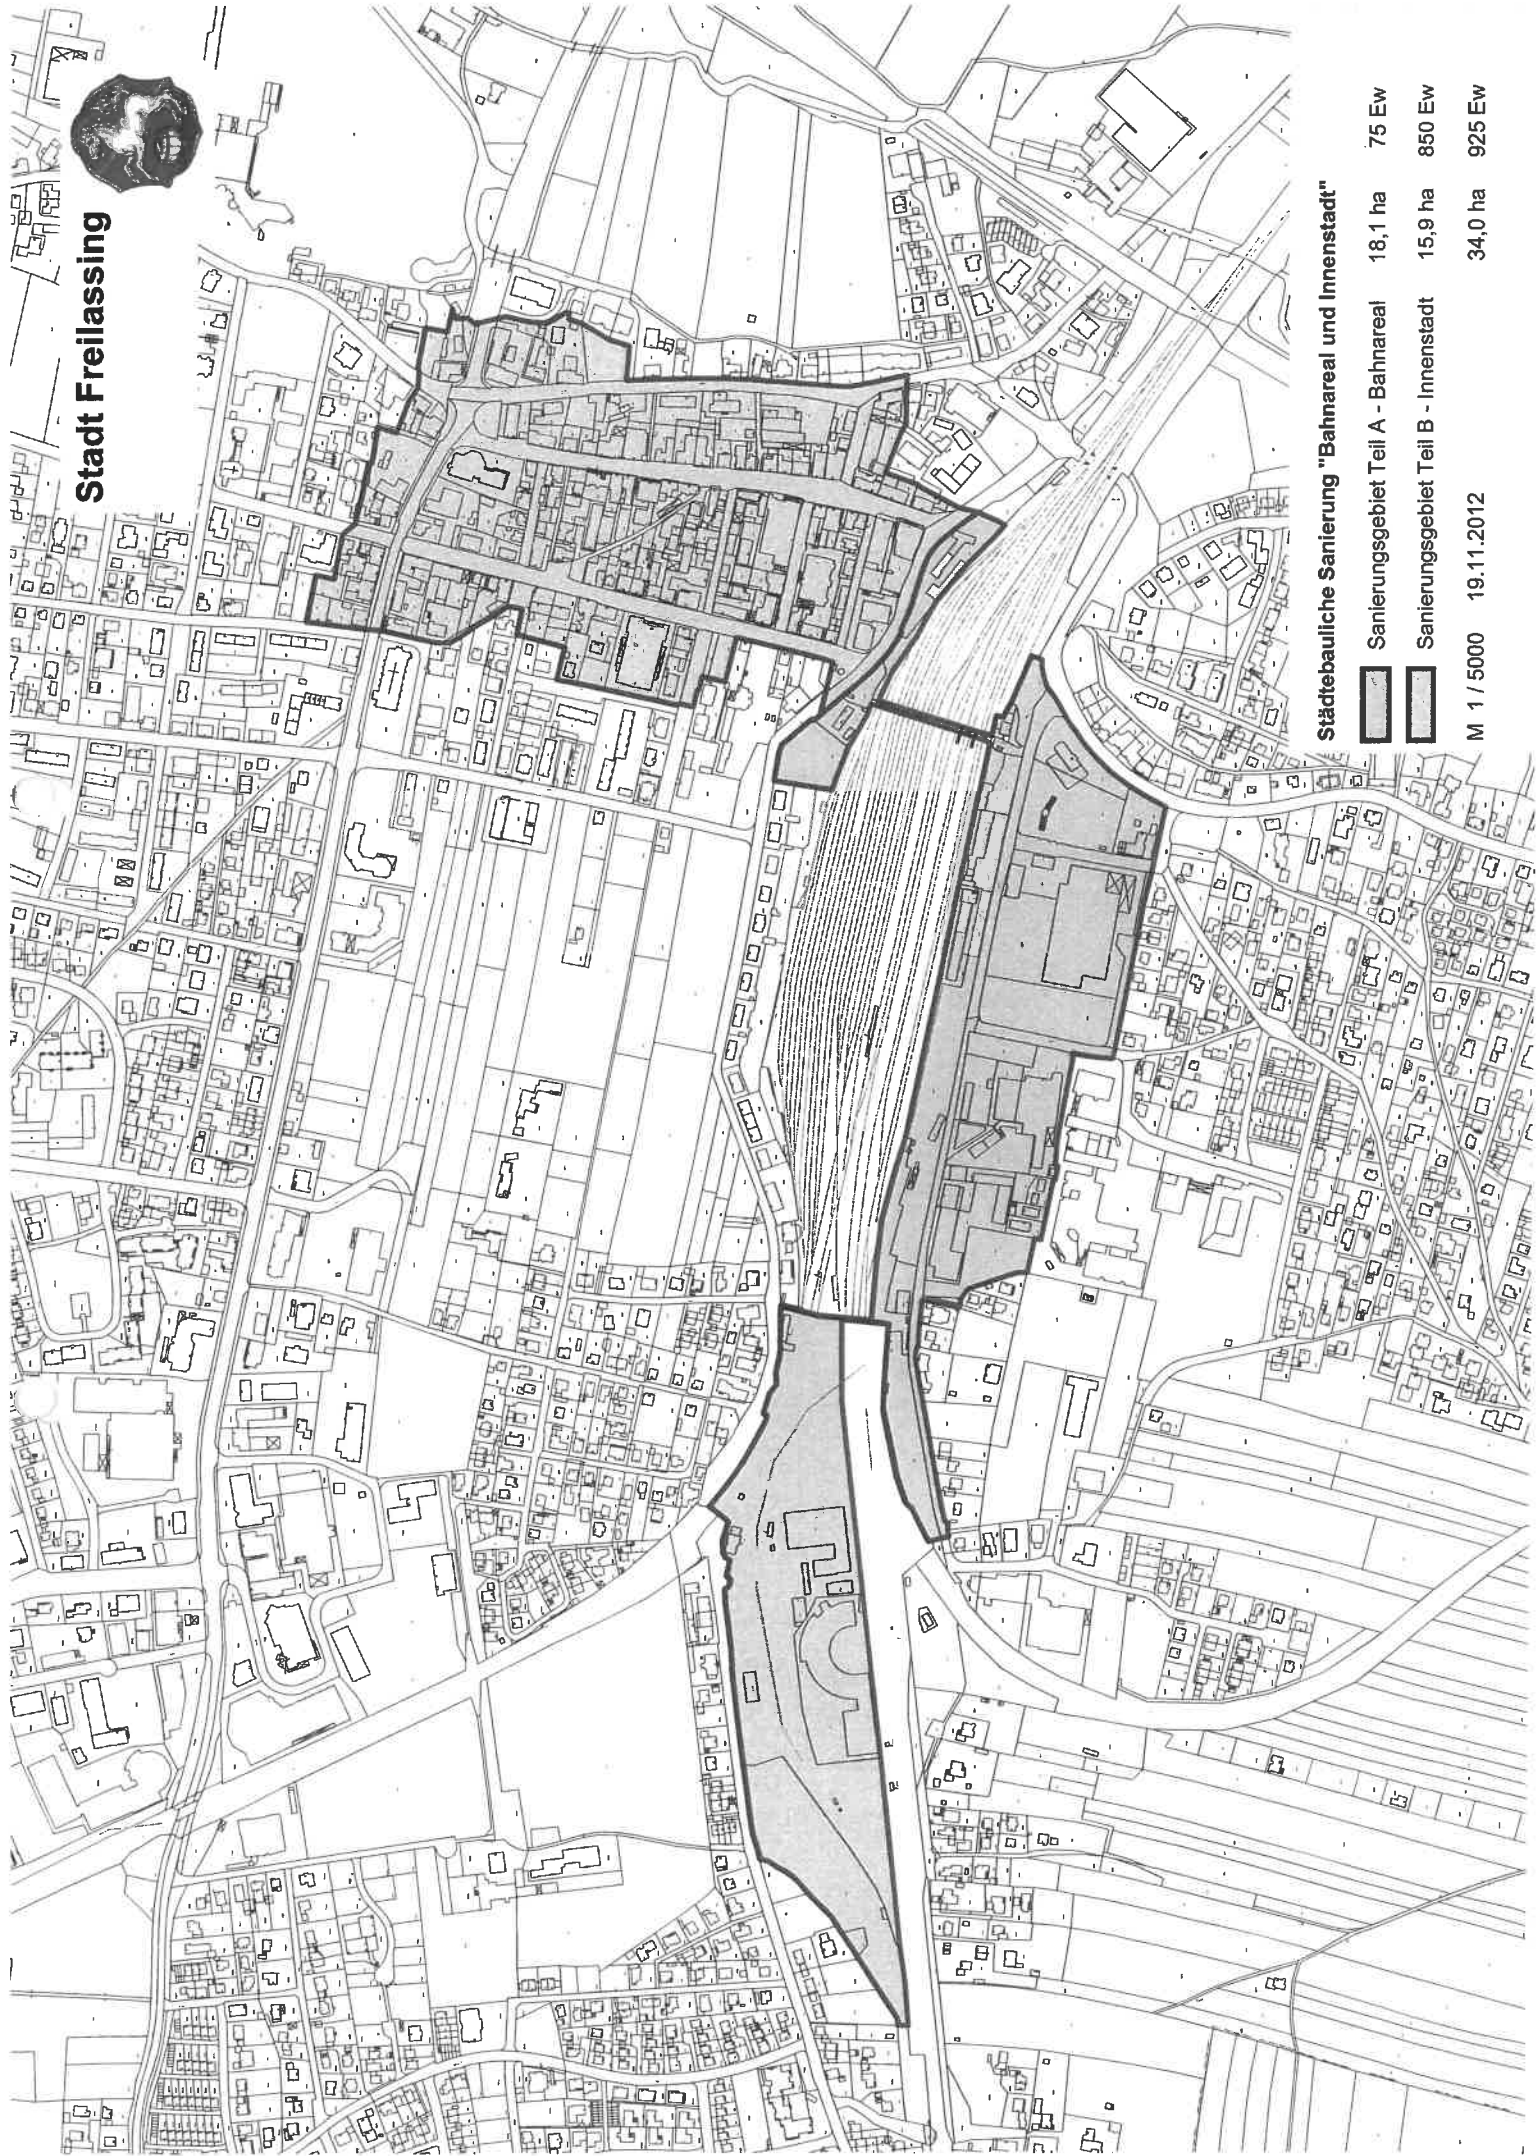 Stadt Freilassing
Städtebauliche Sanierung "Bahnareal und Innenstadt"
Sanierungsgebiet Teil A - Bahnareal 18,1 ha 75 Ew
Sanierungsgebiet Teil B - Innenstadt 15,9 ha 850 Ew
M 1 / 5000 19.11.2012 34,0 ha 925 Ew